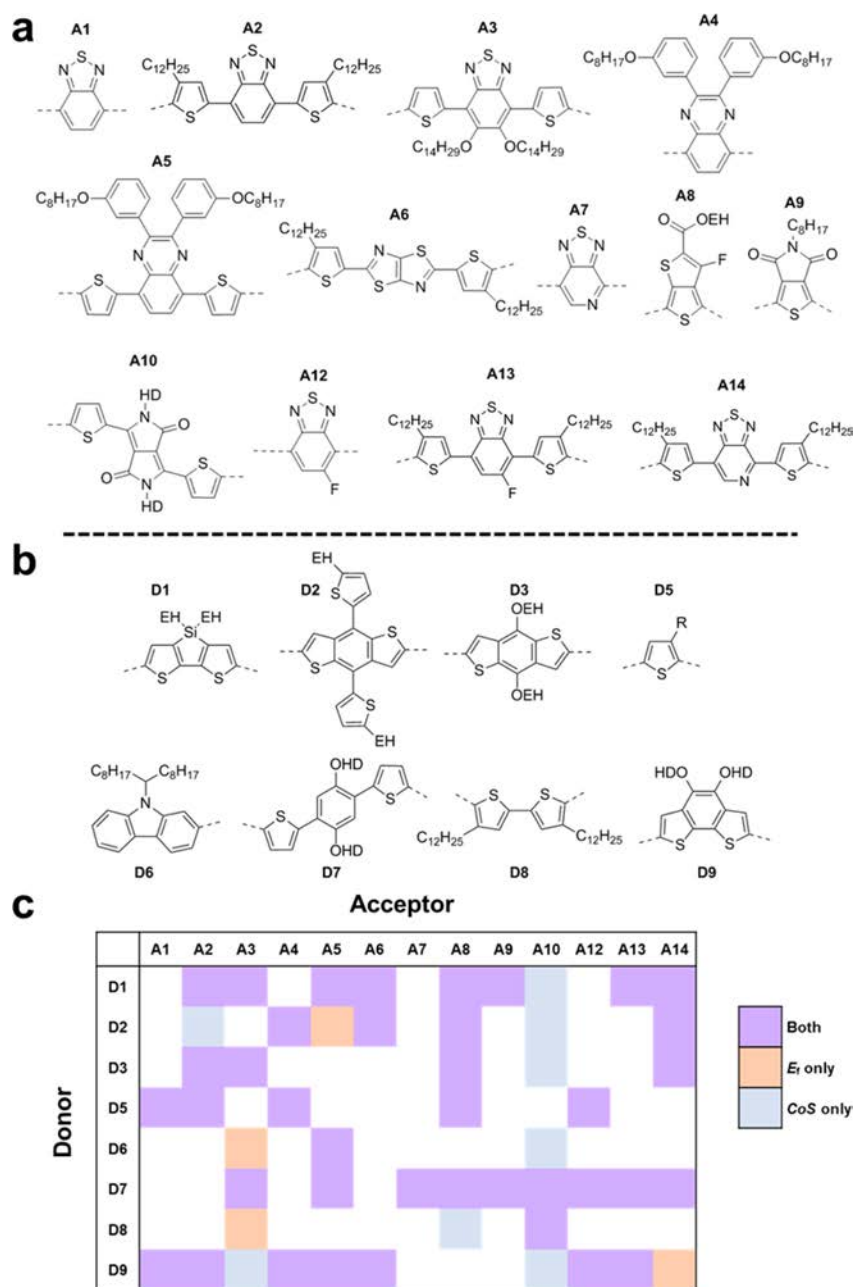 a
A1
N S N
A2
C12H25 N S N C12H25
S S
A3
N S N
S S
C14H29O OC14H29
A4
C8H17O OC8H17
N N
A5
C8H17O OC8H17
N N
S S
A6
C12H25
S N S S N S
C12H25
A7
N S N
N
A8
O OEH
S F
S
A9
C8H17
O N O
S
A10
HD
N O
S S
O N
HD
A12
N S N
F
A13
C12H25 N S N C12H25
S S
F
A14
C12H25 N S N C12H25
S N S
b
D1
EH EH
Si
S S
D2
EH
S
S
S
S
EH
D3
OEH
S
S
OEH
D5
R
S
C8H17 C8H17
N
D6
OHD
S
S
OHD
D7
S S
C12H25 C12H25
D8
HDO OHD
S S
D9
c
Acceptor
A1 A2 A3 A4 A5 A6 A7 A8 A9 A10 A12 A13 A14
Donor
D1
D2
D3
D5
D6
D7
D8
D9
Both
Ef only
CoS only